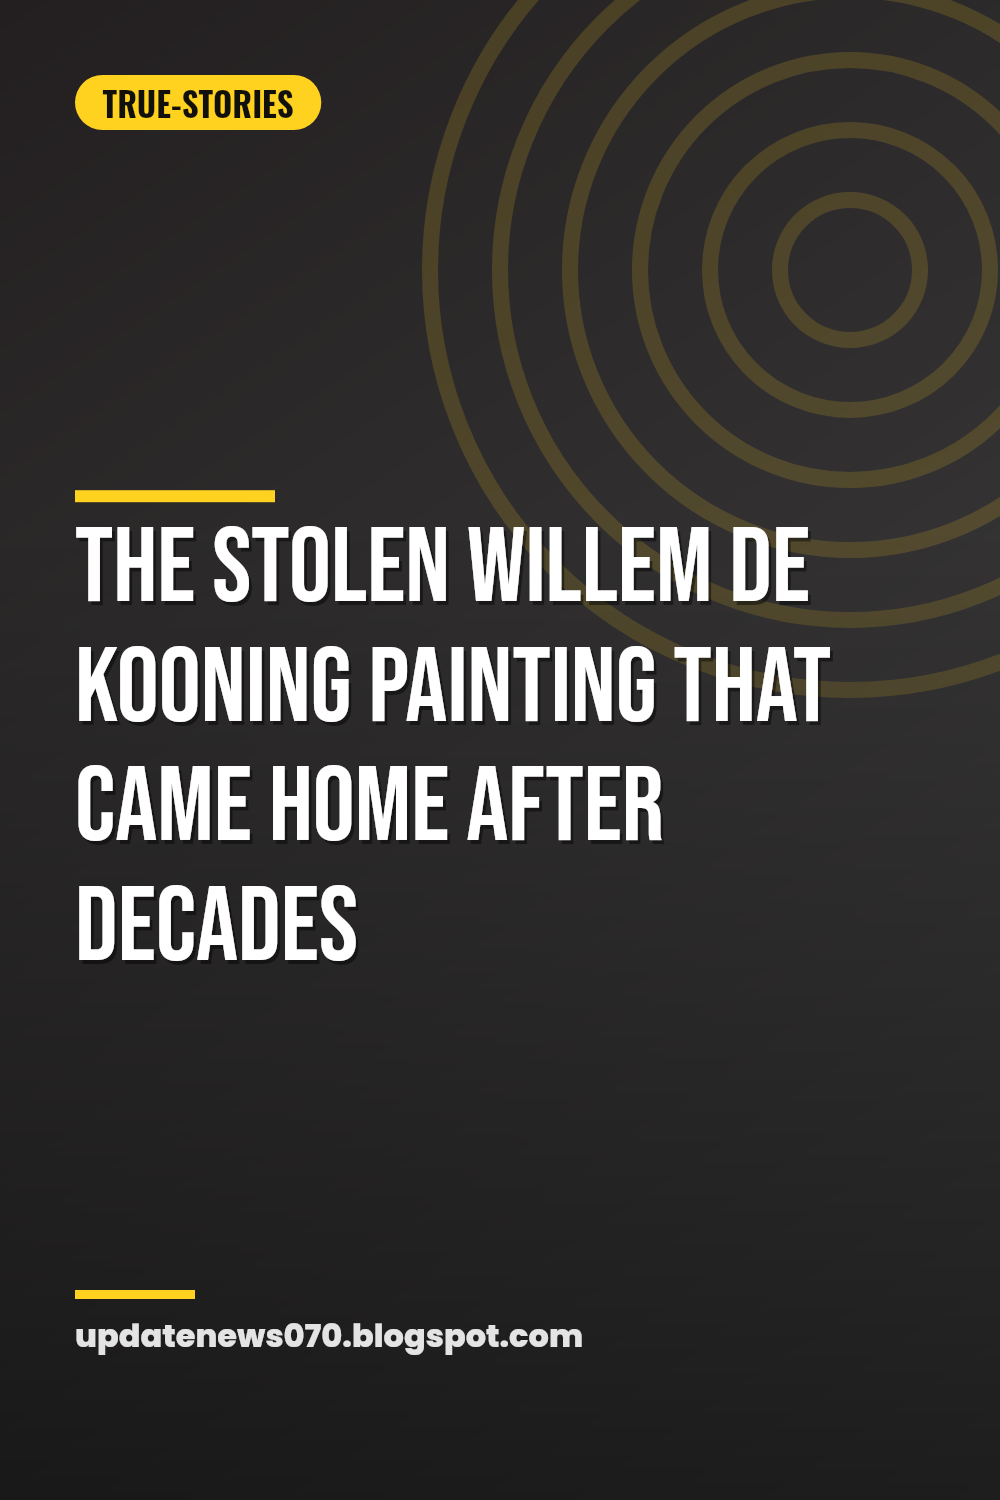 TRUE-STORIES
THE STOLEN WILLEM DE
KOONING PAINTING THAT
CAME HOME AFTER
DECADES
updatenews070.blogspot.com